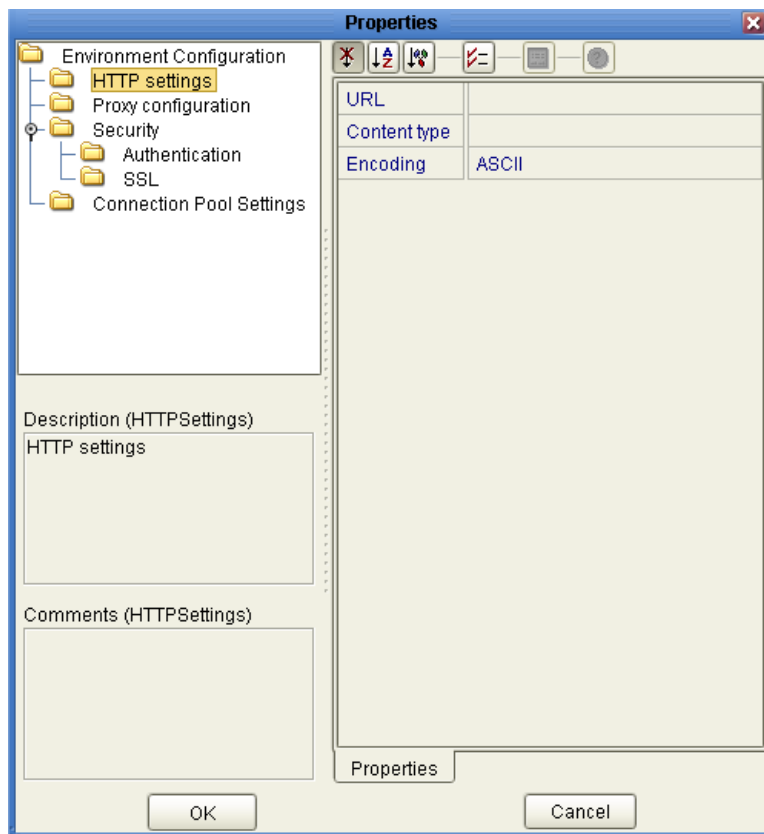 Properties
Environment Configuration
HTTP settings
Proxy configuration
Security
Authentication
SSL
Connection Pool Settings
Description (HTTPSettings)
HTTP settings
Comments (HTTPSettings)
OK
A
Z
URL
Content type
Encoding ASCII
Properties
Cancel